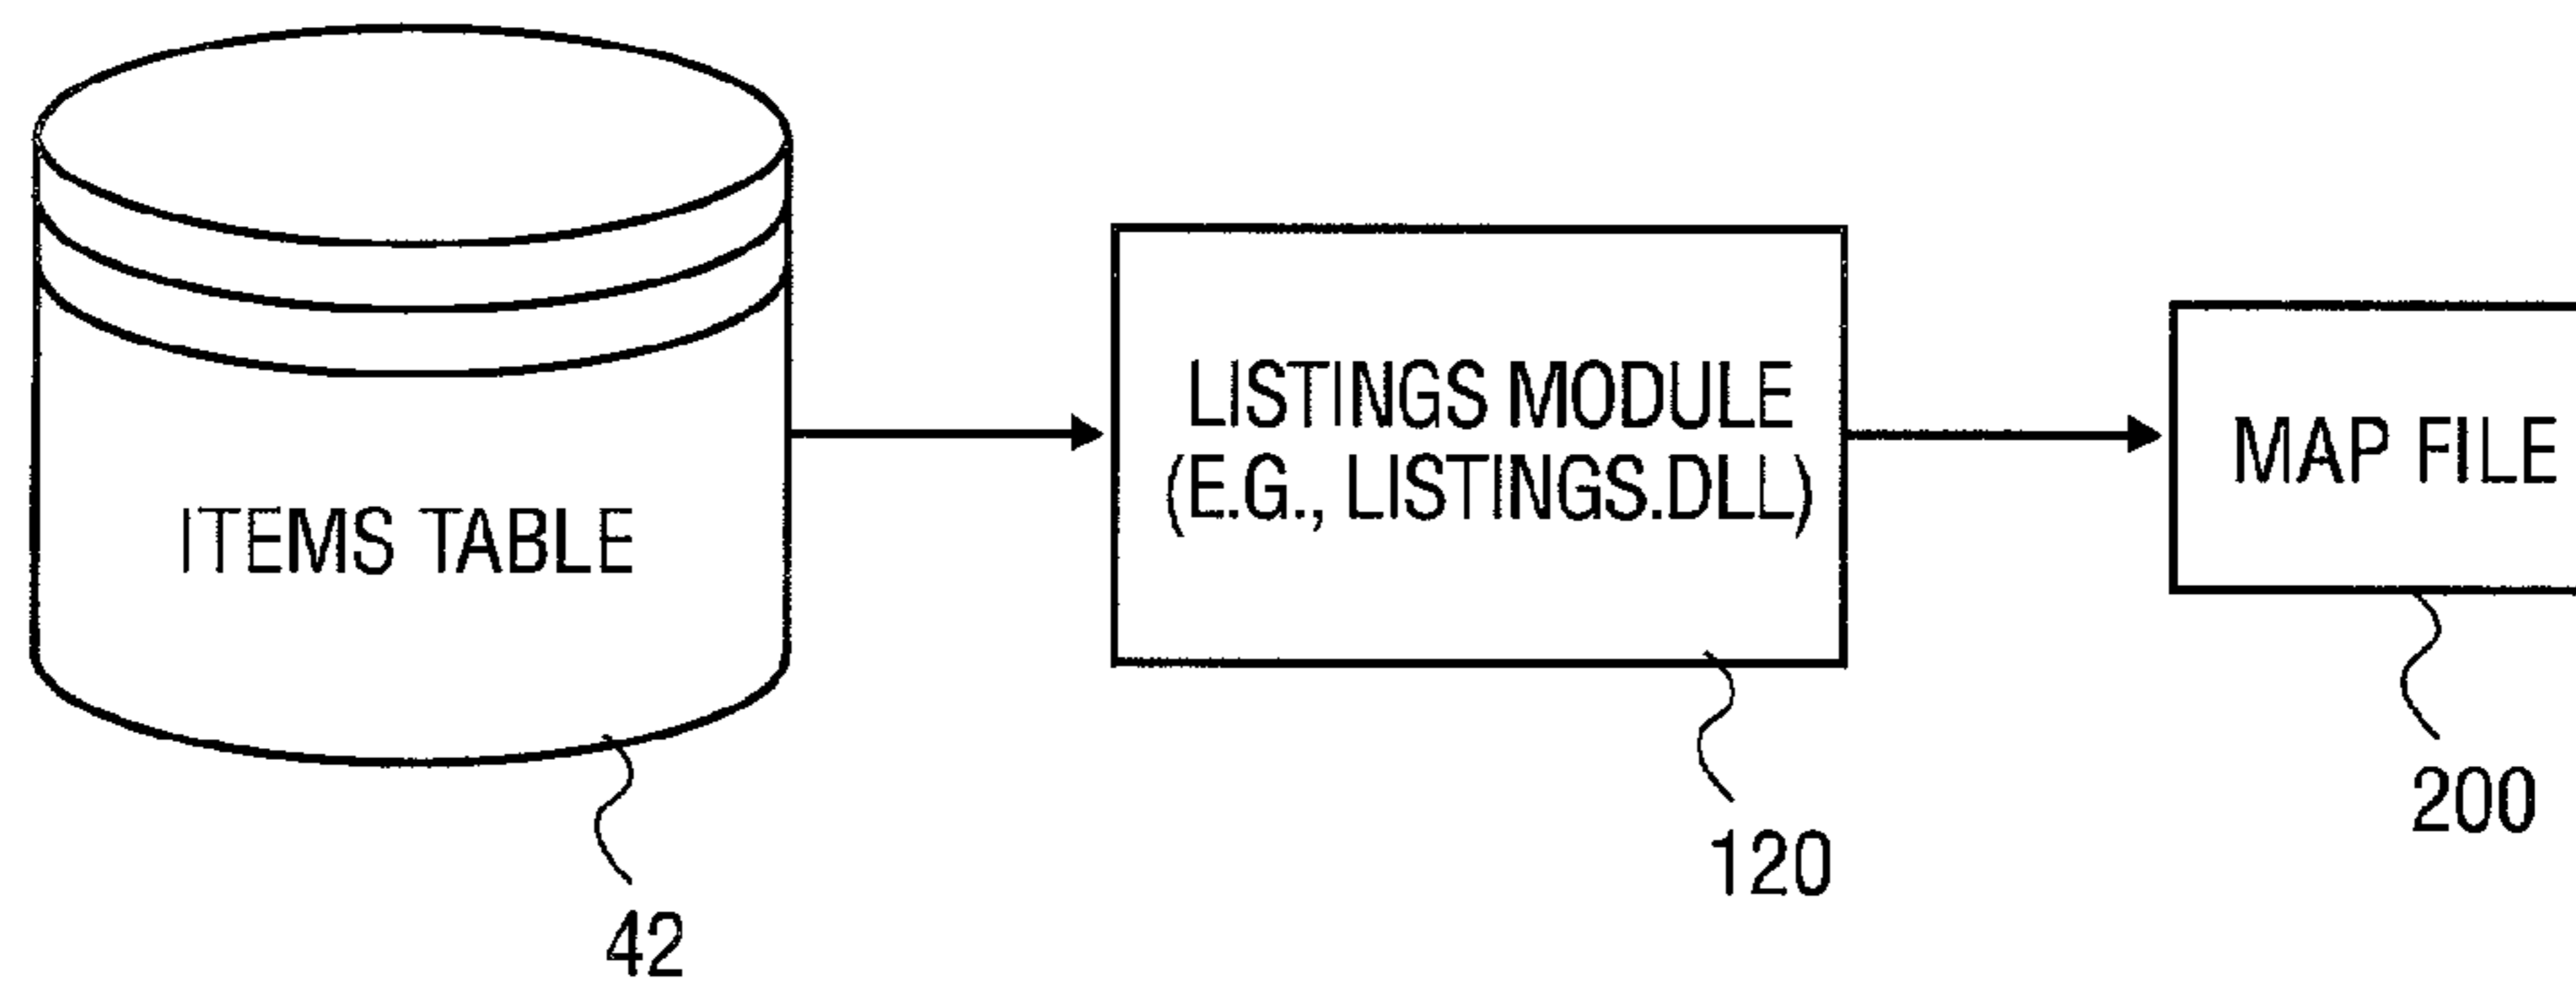 ITEMS TABLE
42
LISTINGS MODULE
(E.G., LISTINGS.DLL)
120
MAP FILE
200